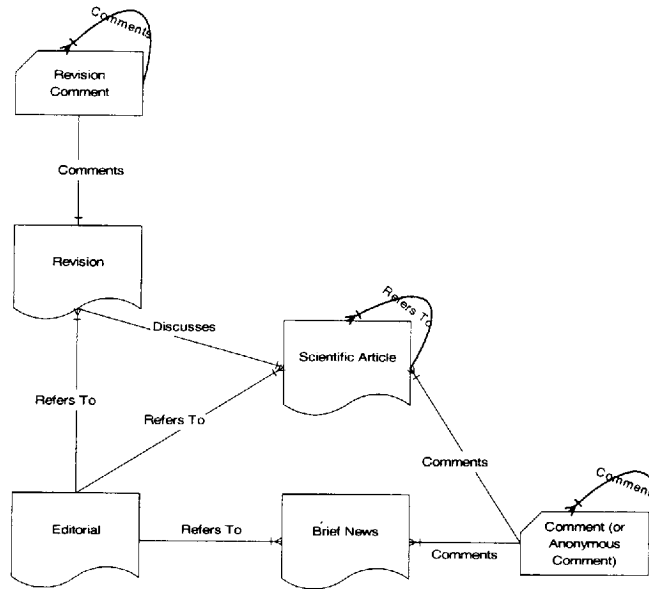 Comments
Revision
Comment
Comments
Revision
Discusses
Refers To
Scientific Article
Refers To
Refers To
Comments
Comment
Editorial
Refers To
Brief News
Comments
Comment (or
Anonymous
Comment)